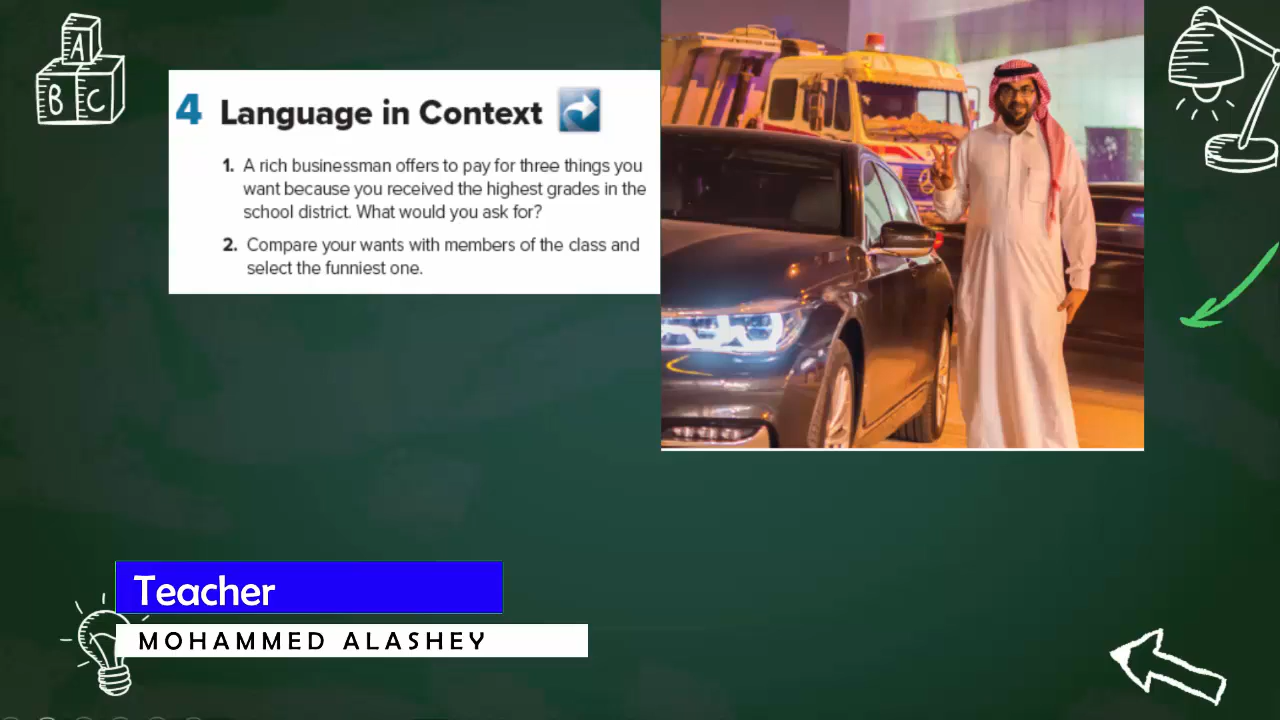 A
B C
4 Language in Context
1. A rich businessman offers to pay for three things you
want because you received the highest grades in the
school district. What would you ask for?
2. Compare your wants with members of the class and
select the funniest one.
Teacher
MOHAMMED ALASHEY